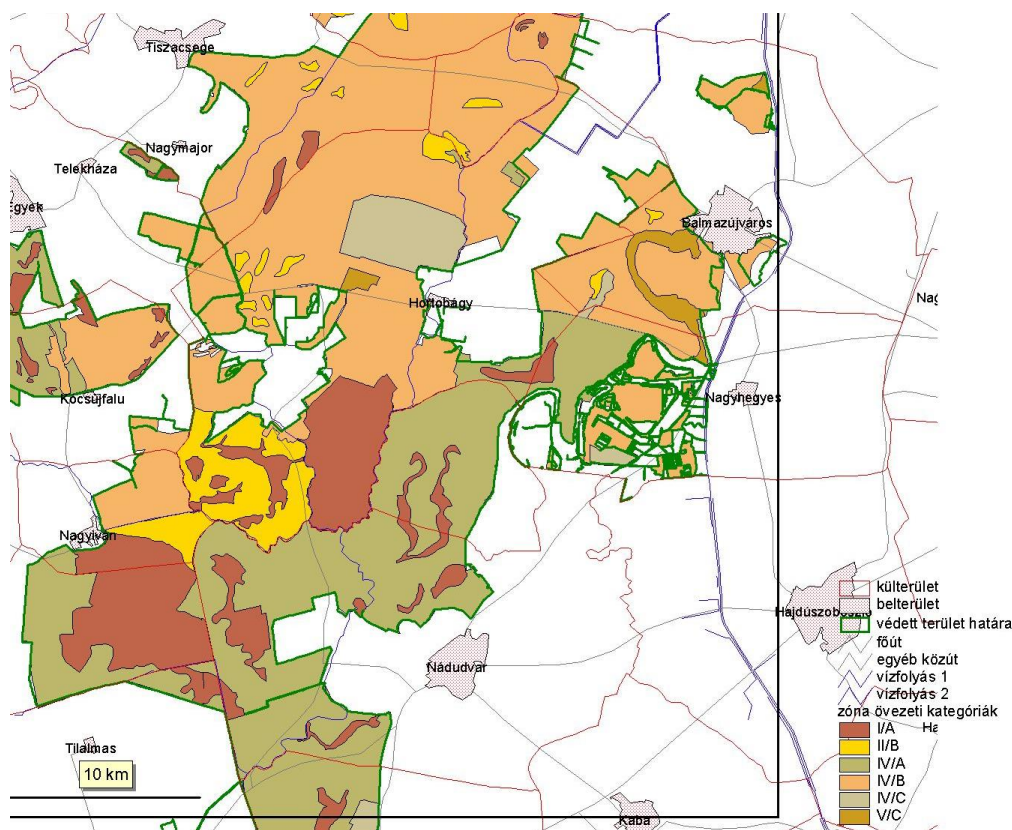 Tiszacsege
Nagymajor
Telekháza
Egyek
Balmazújváros
Hortobágy
Nag
Kócsújfalu
Nagyhegyes
Nagyiván
Hajdúszoboszló
Nádudvar
Tilalmas
10 km
Kaba
külterület
belterület
védett terület határa
főút
egyéb közút
vízfolyás 1
vízfolyás 2
zóna övezeti kategóriák
Ha
I/A
II/B
IV/A
IV/B
IV/C
V/C